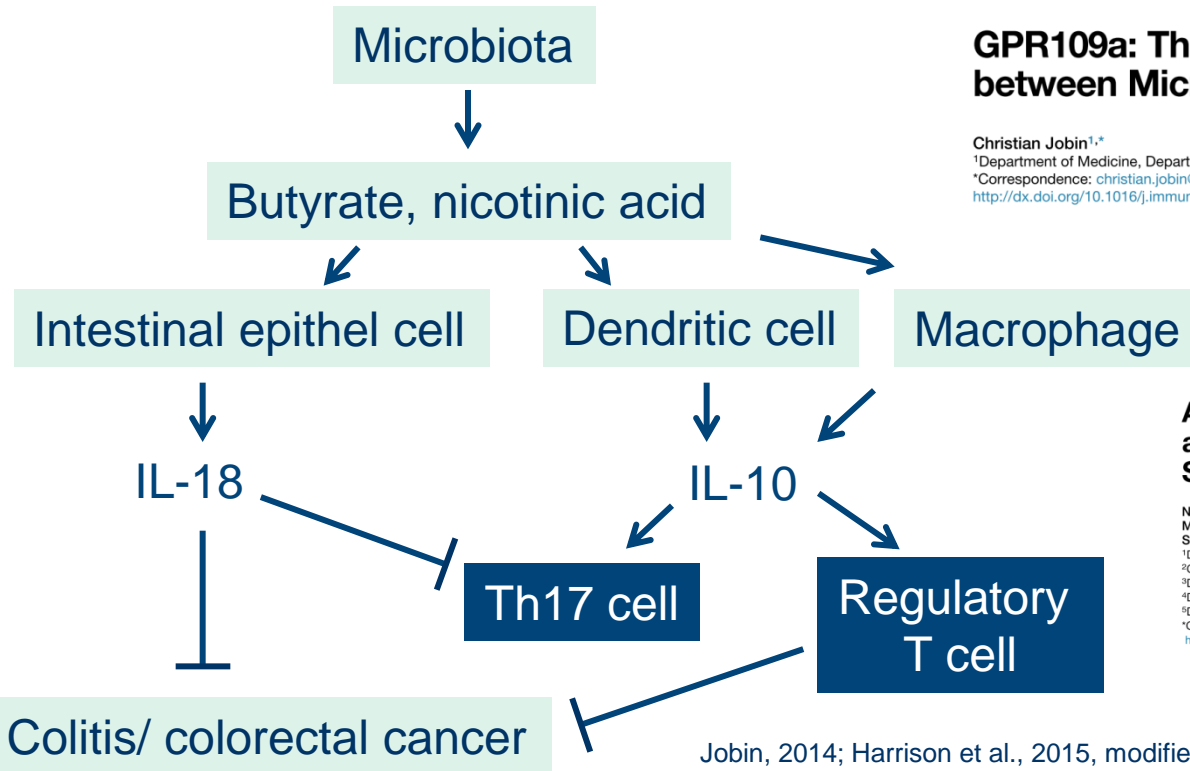 Microbiota
GPR109a: Th
between Mic
Christian Jobin1,*
1Department of Medicine, Depart
*Correspondence: christian.jobin
http://dx.doi.org/10.1016/j.immu
Butyrate, nicotinic acid
Intestinal epithel cell
Dendritic cell
Macrophage
IL-18
IL-10
Th17 cell
Regulatory
T cell
Colitis/ colorectal cancer
Jobin, 2014; Harrison et al., 2015, modifie